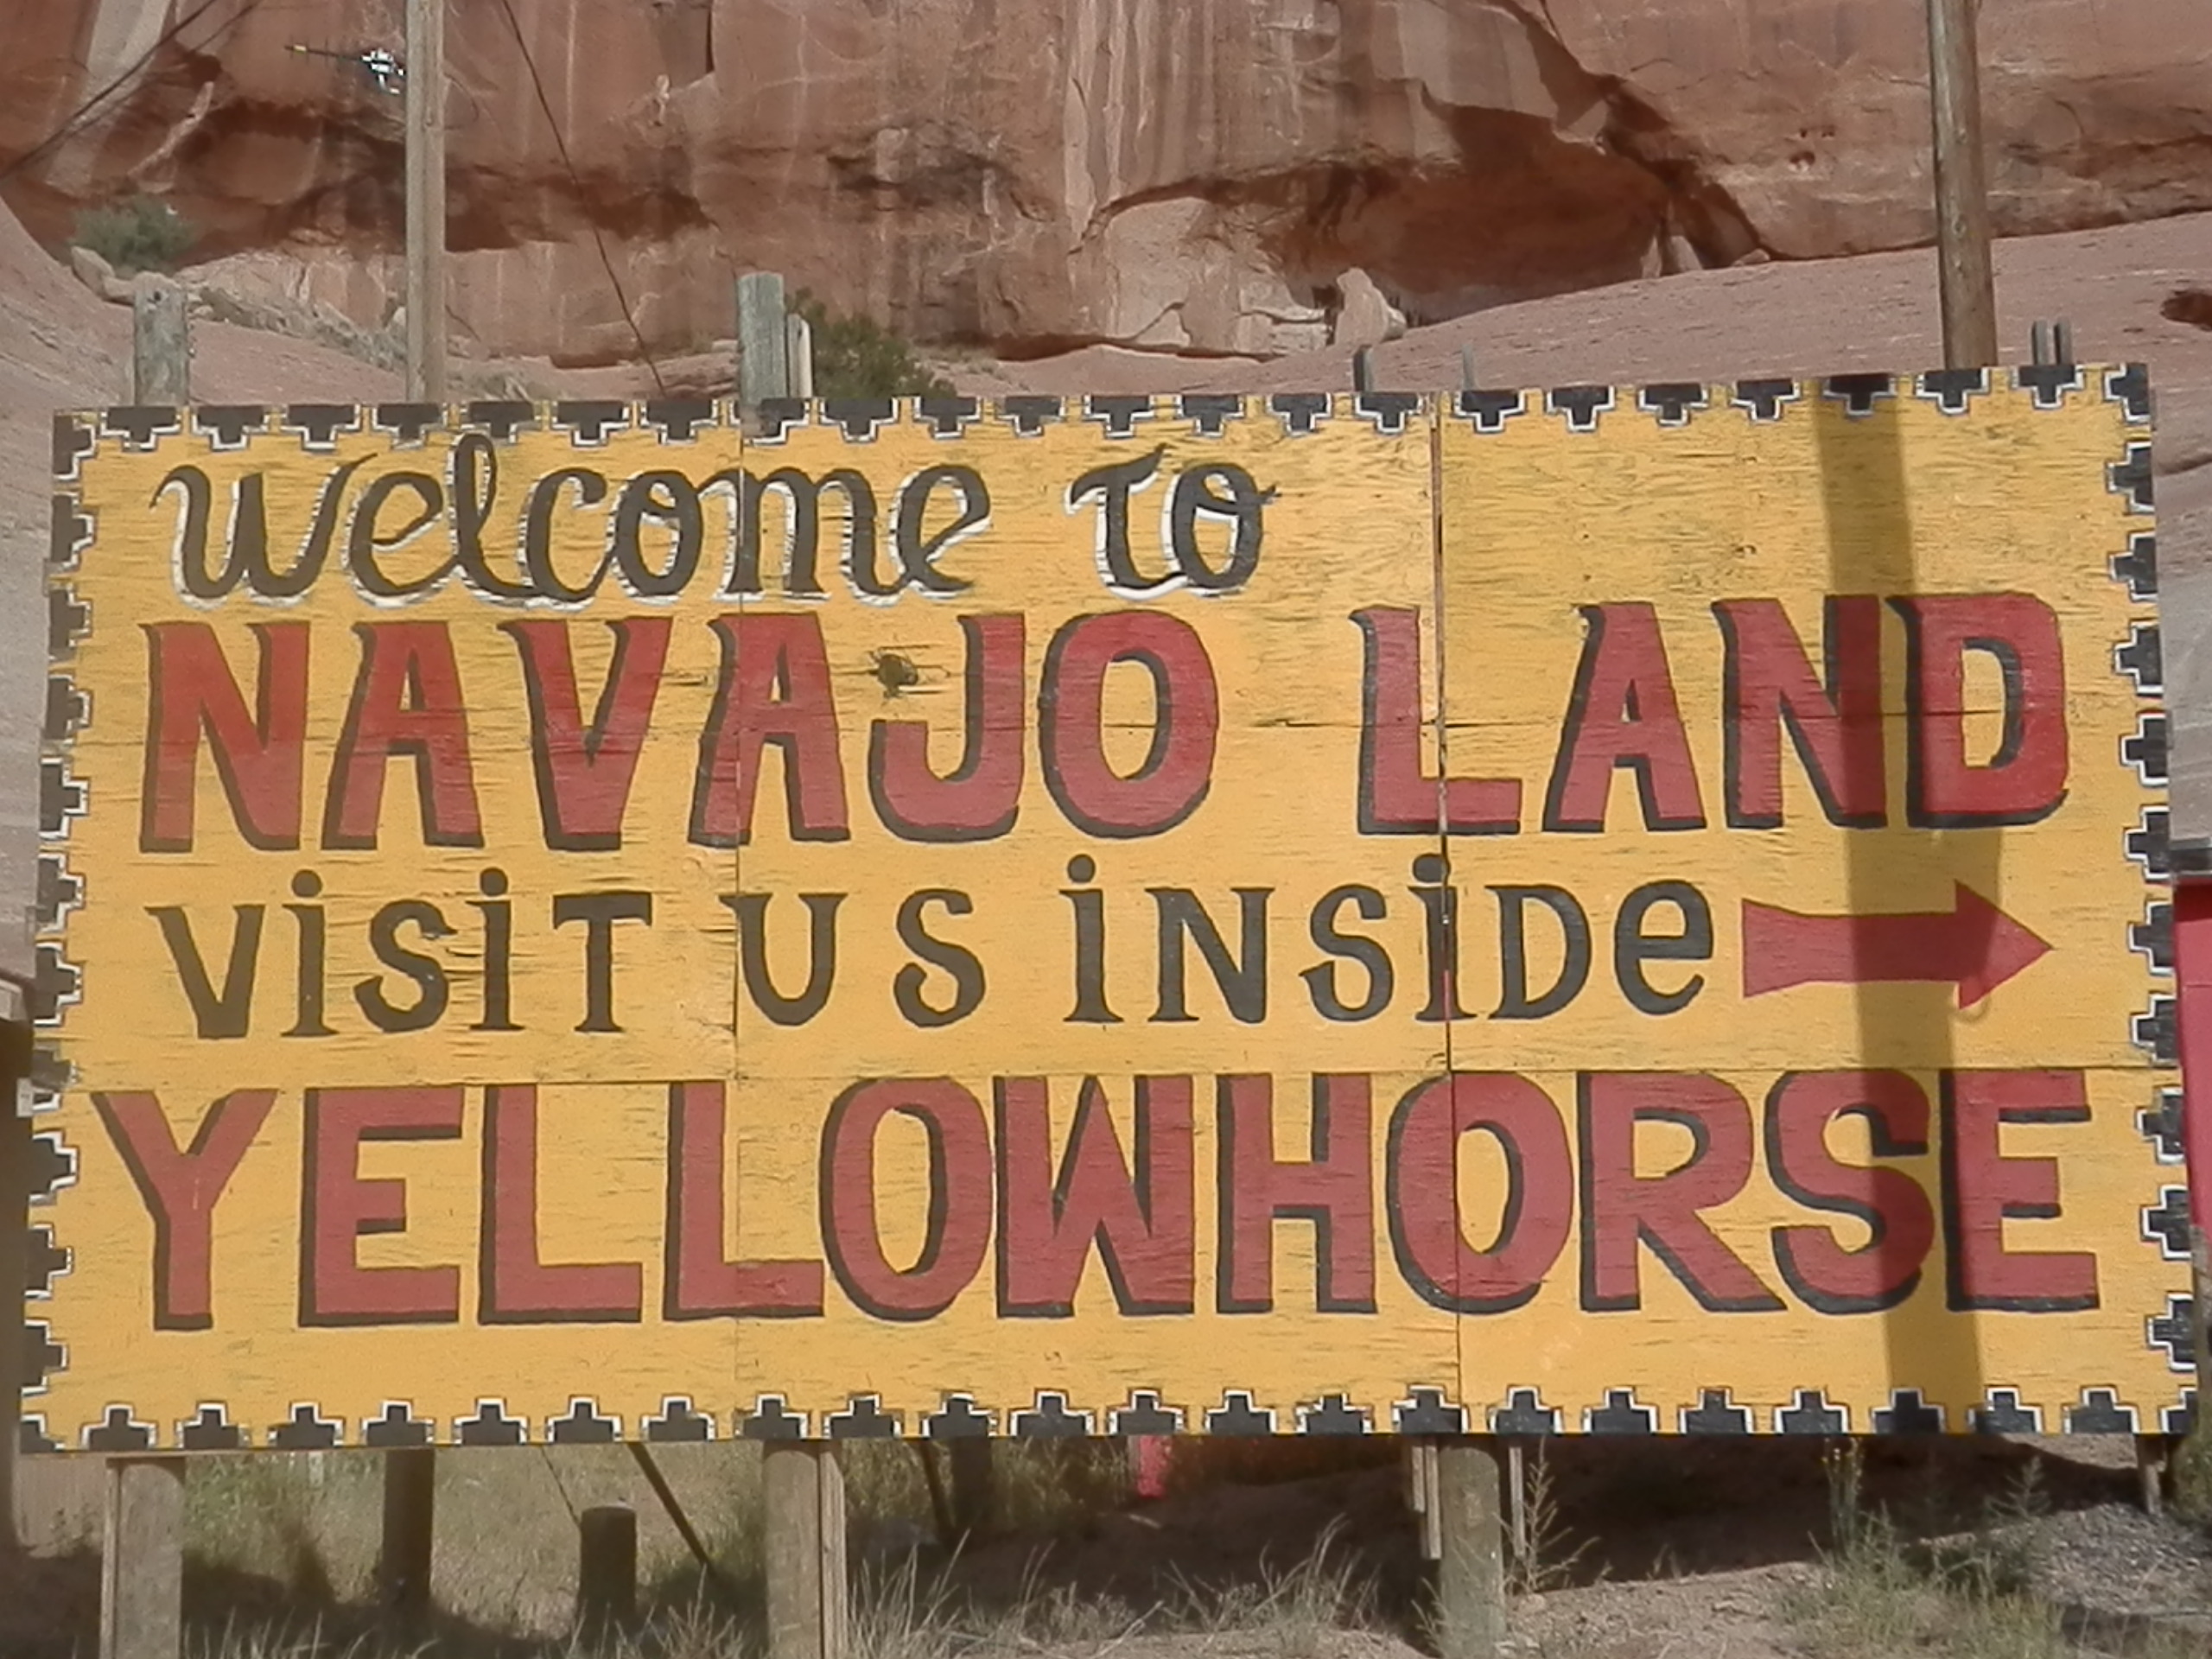 welcome to
NAVAJO LAND
visit us inside
YELLOWHORSE